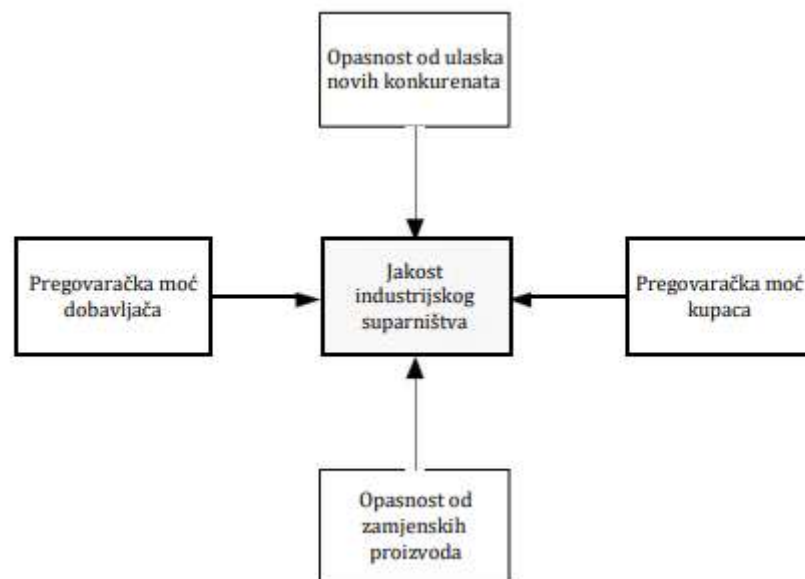 Opasnost od ulaska
novih konkurenata
Pregovaračka moć
dobavljača
Jakost
industrijskog
suparništva
Pregovaračka moć
kupaca
Opasnost od
zamjenskih
proizvoda